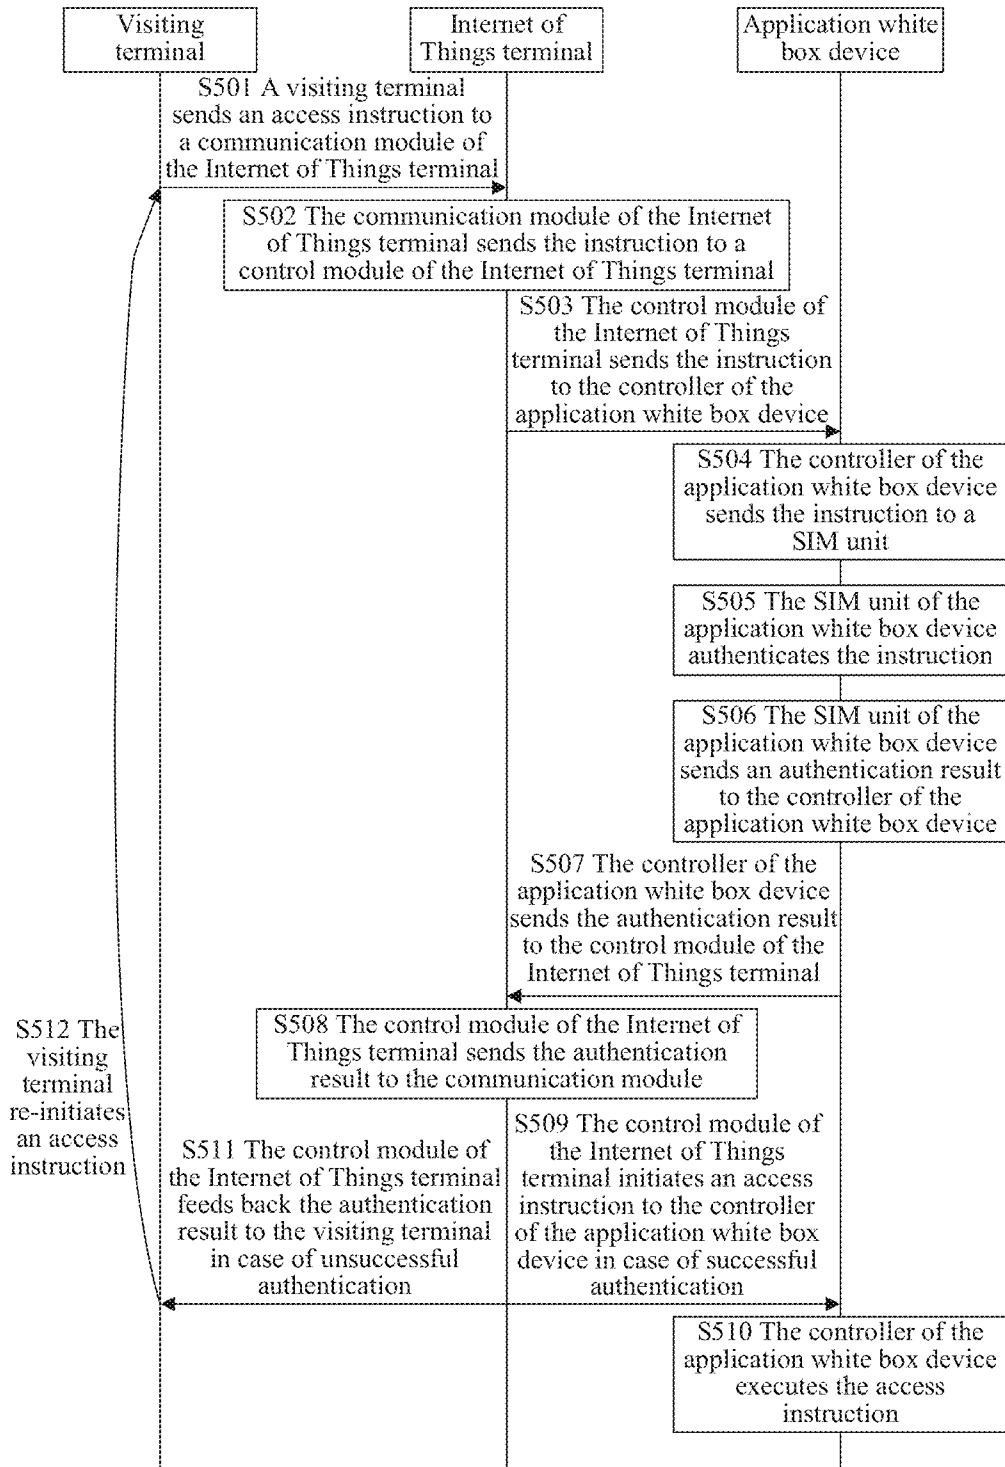 Visiting
terminal
Internet of
Things terminal
Application white
box device
S501 A visiting terminal
sends an access instruction to
a communication module of
the Internet of Things terminal
S502 The communication module of the Internet
of Things terminal sends the instruction to a
control module of the Internet of Things terminal
S503 The control module of
the Internet of Things
terminal sends the instruction
to the controller of the
application white box device
S504 The controller of the
application white box device
sends the instruction to a
SIM unit
S505 The SIM unit of the
application white box device
authenticates the instruction
S506 The SIM unit of the
application white box device
sends an authentication result
to the controller of the
application white box device
S507 The controller of the
application white box device
sends the authentication result
to the control module of the
Internet of Things terminal
S508 The control module of the Internet of
Things terminal sends the authentication
result to the communication module
S509 The control module of
the Internet of Things
terminal initiates an access
instruction to the controller
of the application white box
device in case of successful
authentication
S511 The control module of
the Internet of Things terminal
feeds back the authentication
result to the visiting terminal
in case of unsuccessful
authentication
S512 The
visiting
terminal
re-initiates
an access
instruction
S510 The controller of the
application white box device
executes the access
instruction